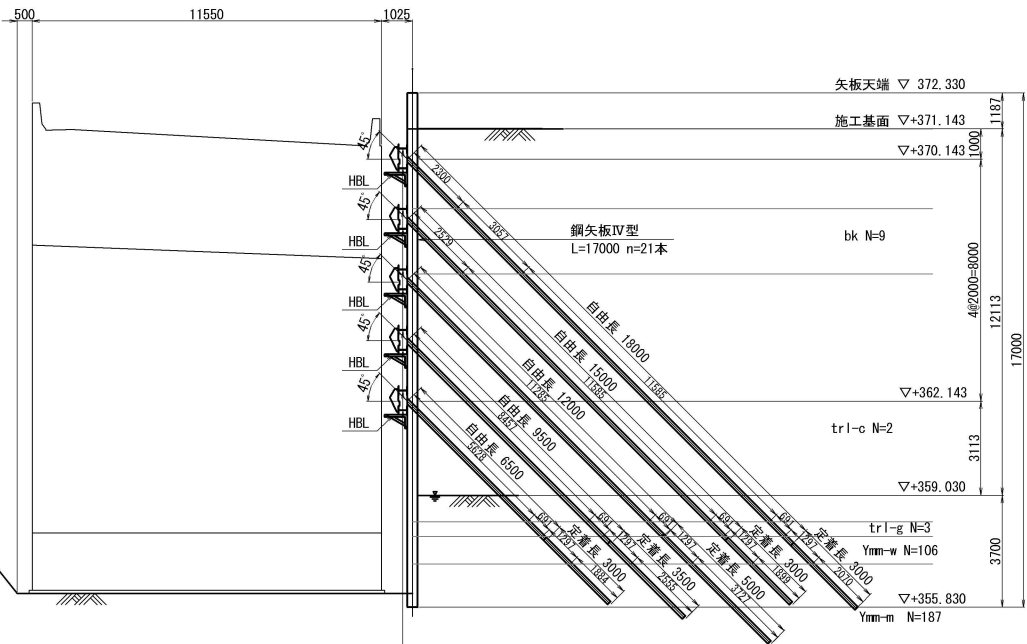 500
11550
1025
矢板天端 ▽ 372.330
施工基面 ▽+371.143
▽+370.143
1187
1000
45°
HBL
2300
3057
鋼矢板Ⅳ型
L=17000 n=21本
bk N=9
4@2000=8000
12113
17000
45°
HBL
2529
45°
HBL
45°
HBL
45°
HBL
自由長 18000
11585
自由長 15000
11585
自由長 12000
11285
自由長 9500
8457
自由長 6500
5628
▽+362.143
trl-c N=2
3113
▽+359.030
691
1297
定着長 3000
1884
691
1297
定着長 3500
2555
691
1297
定着長 5000
3727
691
1297
定着長 3000
1899
691
1297
定着長 3000
2070
trl-g N=3
Ymm-w N=106
3700
▽+355.830
Ymm-m N=187